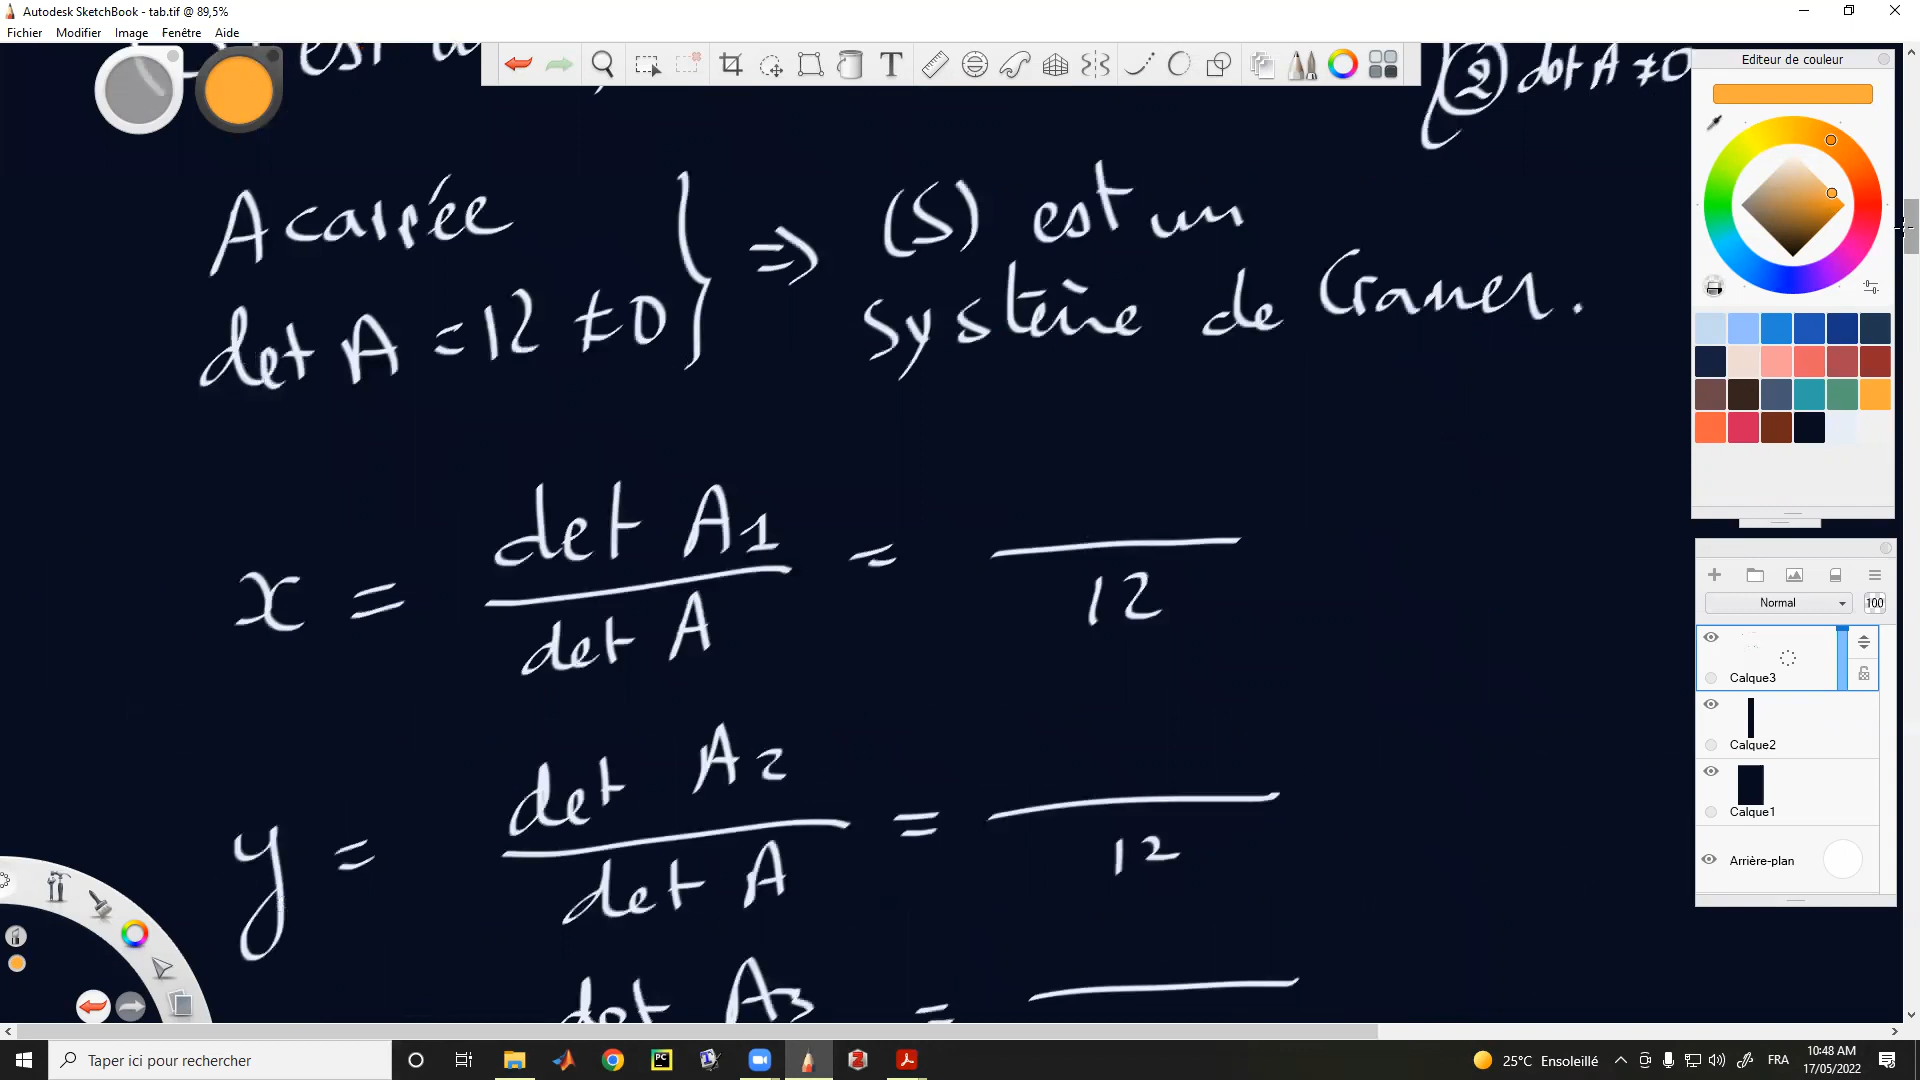 Autodesk SketchBook - tab.tif @ 89,5%
Fichier Modifier Image Fenêtre Aide
est un
(2) det A ≠ 0
Editeur de couleur
A carrée
det A = 12 ≠ 0
⇒ (S) est un
système de Cramer.
x = det A1 / det A = / 12
y = det A2 / det A = / 12
det A3 =
Normal 100
Calque3
Calque2
Calque1
Arrière-plan
Taper ici pour rechercher
25°C Ensoleillé
FRA
10:48 AM
17/05/2022